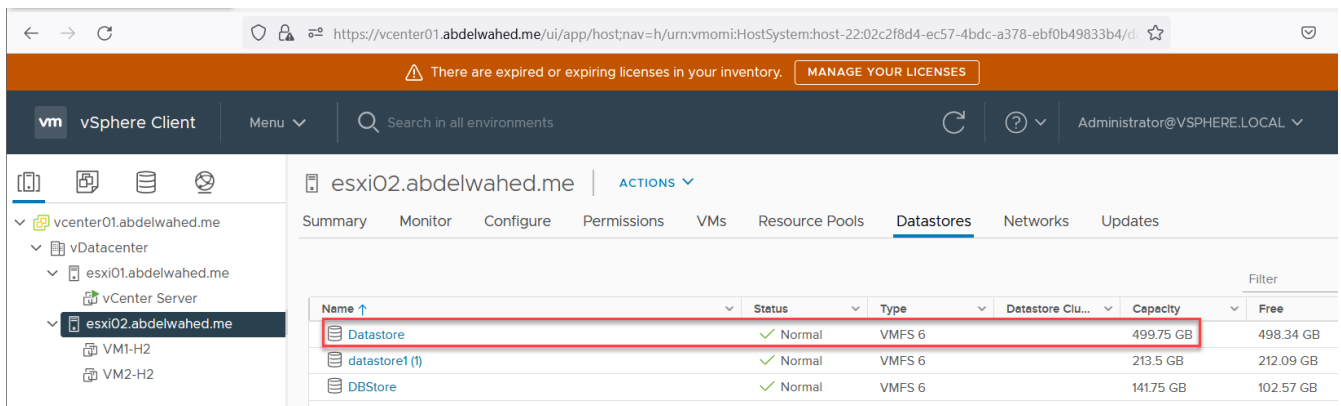 https://vcenter01.abdelwahed.me/ui/app/host;nav=h/urn:vmomi:HostSystem:host-22:02c2f8d4-ec57-4bdc-a378-ebf0b49833b4/d
There are expired or expiring licenses in your inventory. MANAGE YOUR LICENSES
vm vSphere Client Menu Search in all environments Administrator@VSPHERE.LOCAL
esxi02.abdelwahed.me ACTIONS
Summary Monitor Configure Permissions VMs Resource Pools Datastores Networks Updates
vcenter01.abdelwahed.me
vDatacenter
esxi01.abdelwahed.me
vCenter Server
esxi02.abdelwahed.me
VM1-H2
VM2-H2
Filter
Name ↑ Status Type Datastore Clu... Capacity Free
Datastore Normal VMFS 6 499.75 GB 498.34 GB
datastore1 (1) Normal VMFS 6 213.5 GB 212.09 GB
DBStore Normal VMFS 6 141.75 GB 102.57 GB